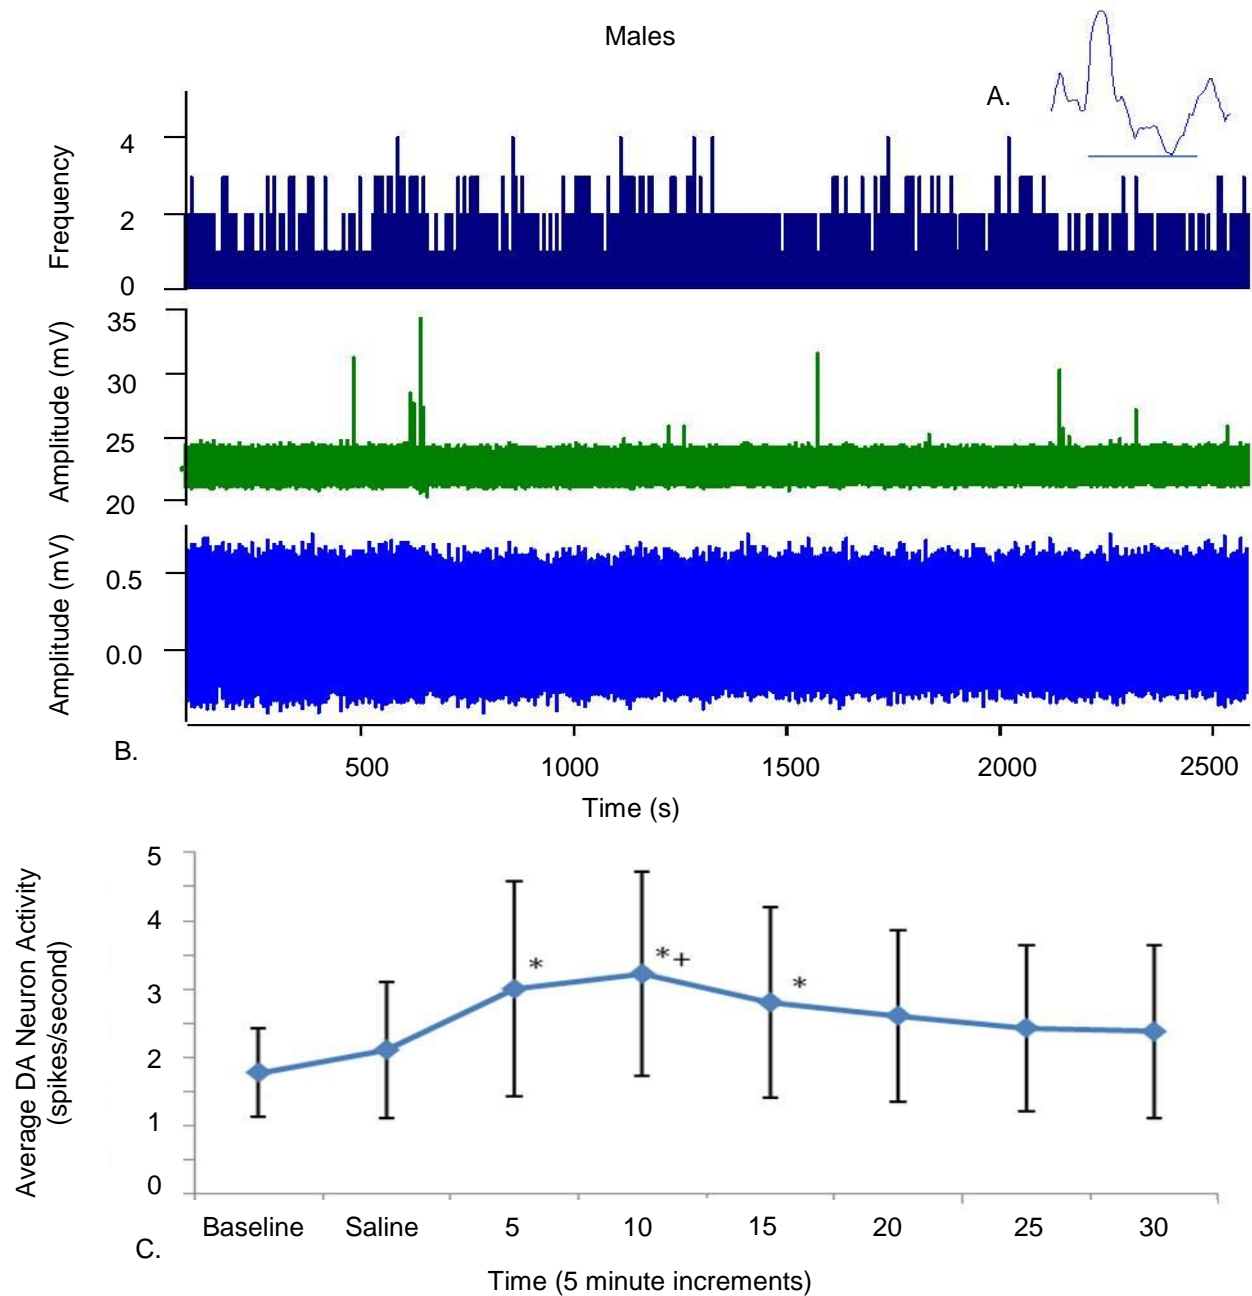 Males
A.
Frequency
4
2
0
Amplitude (mV)
35
30
25
20
Amplitude (mV)
0.5
0.0
B.
500 1000 1500 2000 2500
Time (s)
Average DA Neuron Activity
(spikes/second)
5
4
3
2
1
0
*
*+
*
Baseline Saline 5 10 15 20 25 30
C.
Time (5 minute increments)